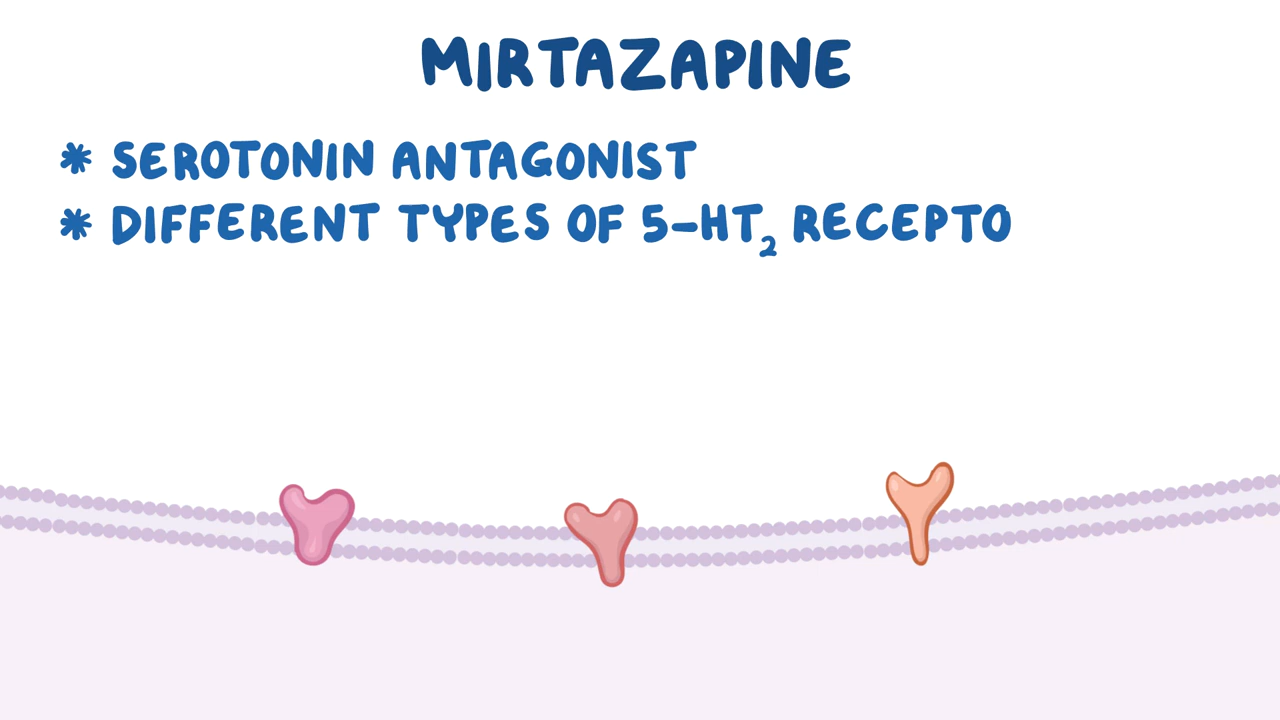 MIRTAZAPINE
* SEROTONIN ANTAGONIST
* DIFFERENT TYPES OF 5-HT₂ RECEPTO